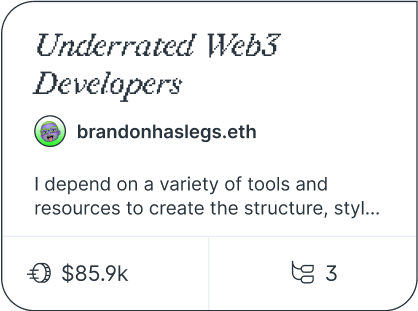 Underrated Web3
Developers
brandonhaslegs.eth
I depend on a variety of tools and
resources to create the structure, styl...
$85.9k
3